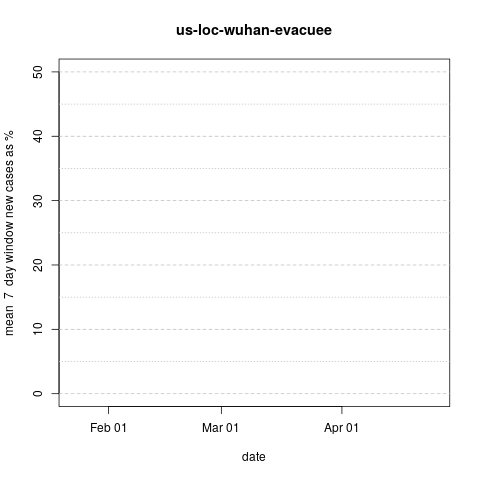 us-loc-wuhan-evacuee
mean 7 day window new cases as %
50
40
30
20
10
0
Feb 01
Mar 01
Apr 01
date